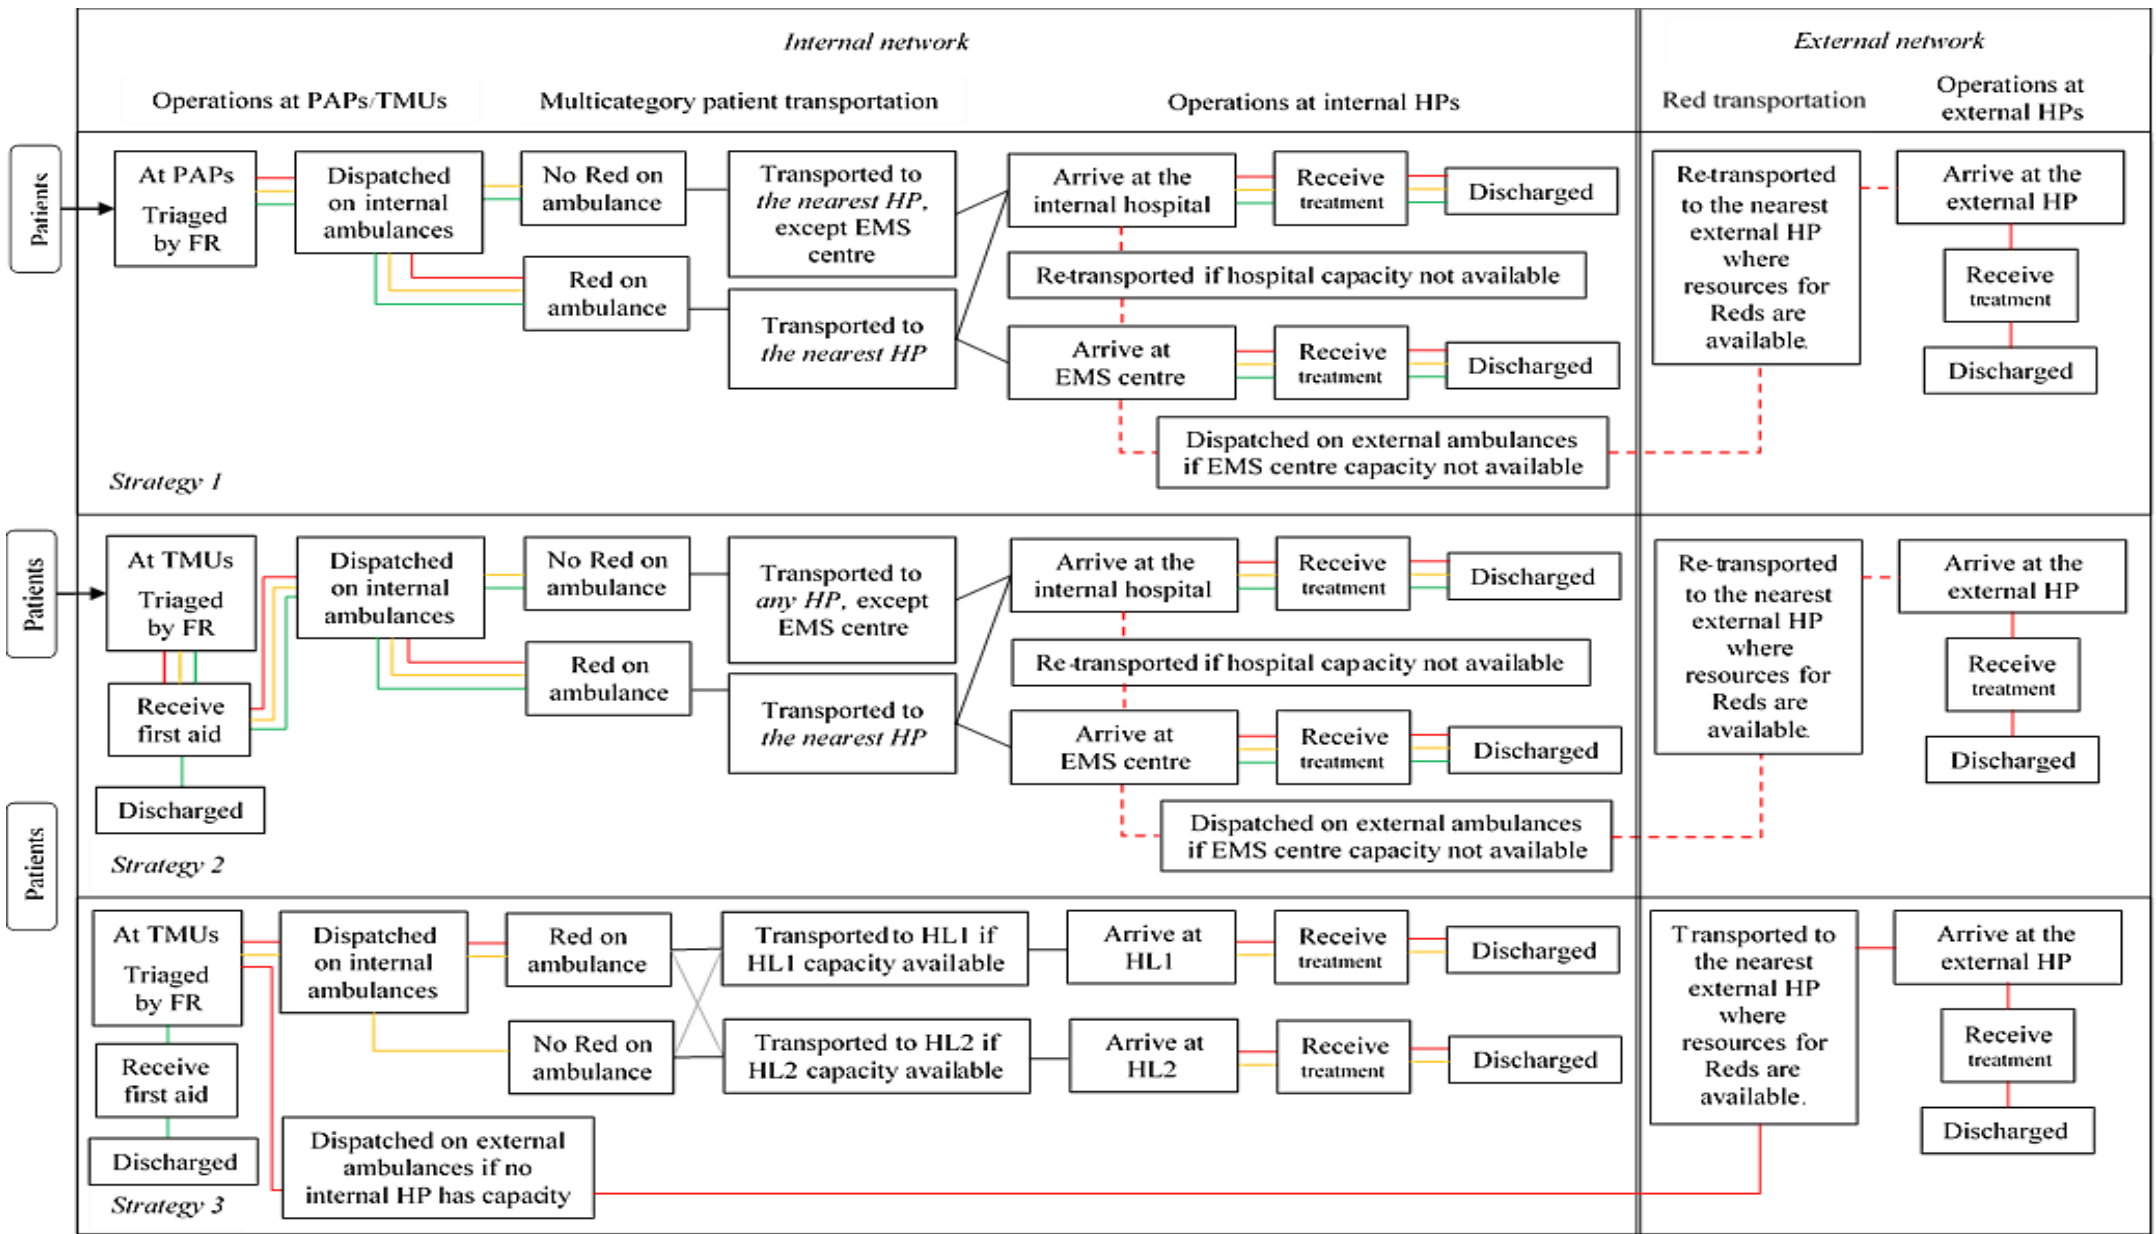 Internal network
External network
Operations at PAPs/TMUs
Multicategory patient transportation
Operations at internal HPs
Red transportation
Operations at
external HPs
Patients
At PAPs
Triaged
by FR
Dispatched
on internal
ambulances
No Red on
ambulance
Red on
ambulance
Transported to
the nearest HP,
except EMS
centre
Transported to
the nearest HP
Arrive at the
internal hospital
Receive
treatment
Discharged
Re-transported if hospital capacity not available
Arrive at
EMS centre
Receive
treatment
Discharged
Dispatched on external ambulances
if EMS centre capacity not available
Re-transported
to the nearest
external HP
where
resources for
Reds are
available.
Arrive at the
external HP
Receive
treatment
Discharged
Strategy 1
Patients
At TMUs
Triaged
by FR
Receive
first aid
Discharged
Dispatched
on internal
ambulances
No Red on
ambulance
Red on
ambulance
Transported to
any HP, except
EMS centre
Transported to
the nearest HP
Arrive at the
internal hospital
Receive
treatment
Discharged
Re-transported if hospital capacity not available
Arrive at
EMS centre
Receive
treatment
Discharged
Dispatched on external ambulances
if EMS centre capacity not available
Re-transported
to the nearest
external HP
where
resources for
Reds are
available.
Arrive at the
external HP
Receive
treatment
Discharged
Strategy 2
Patients
At TMUs
Triaged
by FR
Receive
first aid
Discharged
Dispatched
on internal
ambulances
Red on
ambulance
No Red on
ambulance
Transported to HL1 if
HL1 capacity available
Transported to HL2 if
HL2 capacity available
Arrive at
HL1
Receive
treatment
Discharged
Arrive at
HL2
Receive
treatment
Discharged
Dispatched on external
ambulances if no
internal HP has capacity
Transported to
the nearest
external HP
where
resources for
Reds are
available.
Arrive at the
external HP
Receive
treatment
Discharged
Strategy 3